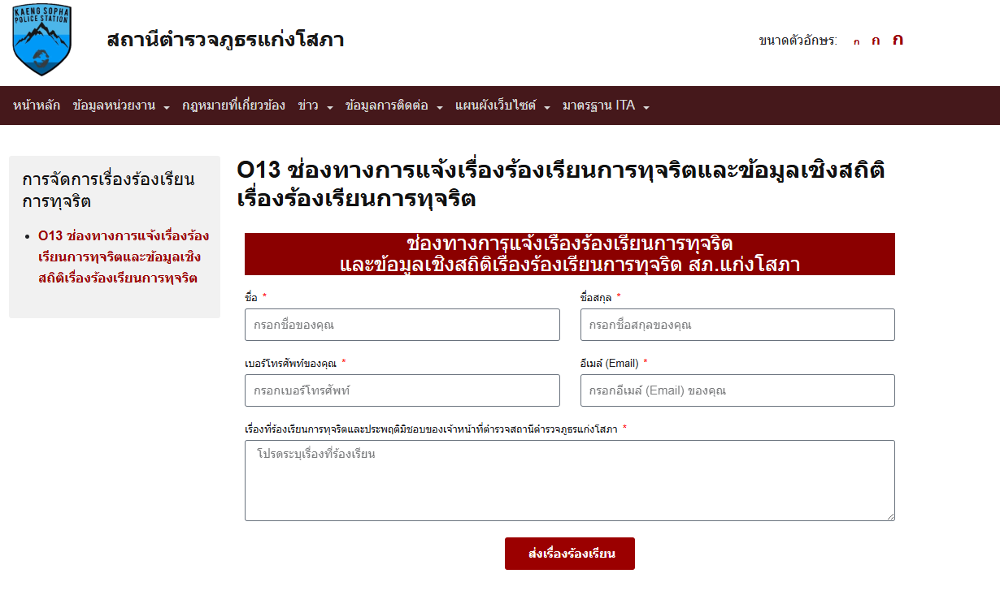 KAENG SOPHA
POLICE STATION
สถานีตำรวจภูธรแก่งโสภา
ขนาดตัวอักษร: ก ก ก
หน้าหลัก ข้อมูลหน่วยงาน กฎหมายที่เกี่ยวข้อง ข่าว ข้อมูลการติดต่อ แผนผังเว็บไซต์ มาตรฐาน ITA
การจัดการเรื่องร้องเรียน
การทุจริต
O13 ช่องทางการแจ้งเรื่องร้อง
เรียนการทุจริตและข้อมูลเชิง
สถิติเรื่องร้องเรียนการทุจริต
O13 ช่องทางการแจ้งเรื่องร้องเรียนการทุจริตและข้อมูลเชิงสถิติ
เรื่องร้องเรียนการทุจริต
ช่องทางการแจ้งเรื่องร้องเรียนการทุจริต
และข้อมูลเชิงสถิติเรื่องร้องเรียนการทุจริต สภ.แก่งโสภา
ชื่อ * ชื่อสกุล *
กรอกชื่อของคุณ กรอกชื่อสกุลของคุณ
เบอร์โทรศัพท์ของคุณ * อีเมล์ (Email) *
กรอกเบอร์โทรศัพท์ กรอกอีเมล์ (Email) ของคุณ
เรื่องที่ร้องเรียนการทุจริตและประพฤติมิชอบของเจ้าหน้าที่ตำรวจสถานีตำรวจภูธรแก่งโสภา *
โปรดระบุเรื่องที่ร้องเรียน
ส่งเรื่องร้องเรียน